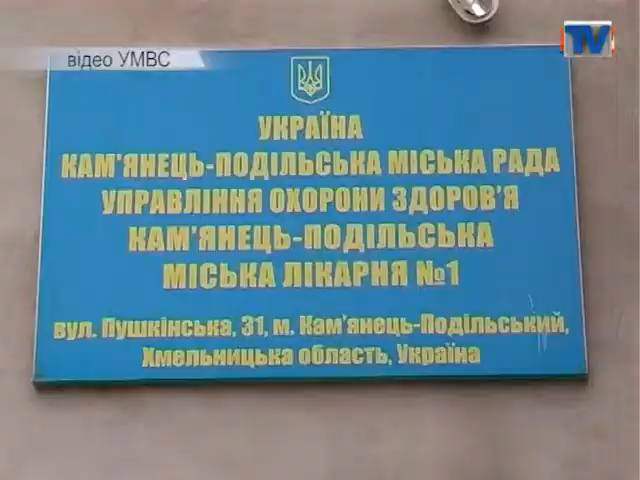 TV
відео УМВС
УКРАЇНА
КАМ'ЯНЕЦЬ-ПОДІЛЬСЬКА МІСЬКА РАДА
УПРАВЛІННЯ ОХОРОНИ ЗДОРОВ'Я
КАМ'ЯНЕЦЬ-ПОДІЛЬСЬКА
МІСЬКА ЛІКАРНЯ №1
вул. Пушкінська, 31, м. Кам'янець-Подільський,
Хмельницька область, Україна